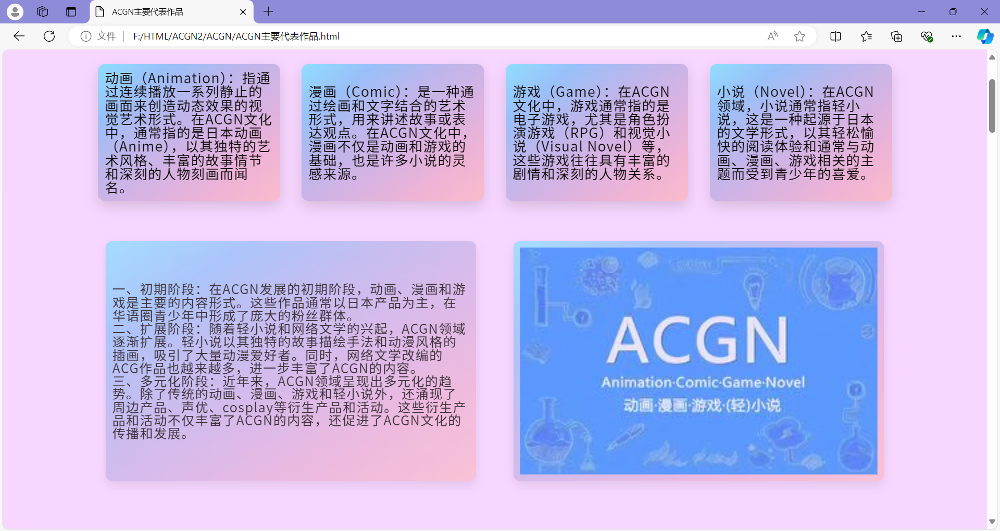 ACGN主要代表作品
文件
F:/HTML/ACGN2/ACGN/ACGN主要代表作品.html
动画（Animation）：指通
过连续播放一系列静止的
画面来创造动态效果的视
觉艺术形式。在ACGN文化
中，通常指的是日本动画
（Anime），以其独特的艺
术风格、丰富的故事情节
和深刻的人物刻画而闻
名。
漫画（Comic）：是一种通
过绘画和文字结合的艺术
形式，用来讲述故事或表
达观点。在ACGN文化中，
漫画不仅是动画和游戏的
基础，也是许多小说的灵
感来源。
游戏（Game）：在ACGN
文化中，游戏通常指的是
电子游戏，尤其是角色扮
演游戏（RPG）和视觉小
说（Visual Novel）等，
这些游戏往往具有丰富的
剧情和深刻的人物关系。
小说（Novel）：在ACGN
领域，小说通常指轻小
说，这是一种起源于日本
的文学形式，以其轻松愉
快的阅读体验和通常与动
画、漫画、游戏相关的主
题而受到青少年的喜爱。
一、初期阶段：在ACGN发展的初期阶段，动画、漫画和游
戏是主要的内容形式。这些作品通常以日本产品为主，在
华语圈青少年中形成了庞大的粉丝群体。
二、扩展阶段：随着轻小说和网络文学的兴起，ACGN领域
逐渐扩展。轻小说以其独特的故事描绘手法和动漫风格的
插画，吸引了大量动漫爱好者。同时，网络文学改编的
ACG作品也越来越多，进一步丰富了ACGN的内容。
三、多元化阶段：近年来，ACGN领域呈现出多元化的趋
势。除了传统的动画、漫画、游戏和轻小说外，还涌现了
周边产品、声优、cosplay等衍生产品和活动。这些衍生产
品和活动不仅丰富了ACGN的内容，还促进了ACGN文化的
传播和发展。
ACGN
Animation·Comic·Game·Novel
动画·漫画·游戏·(轻)小说